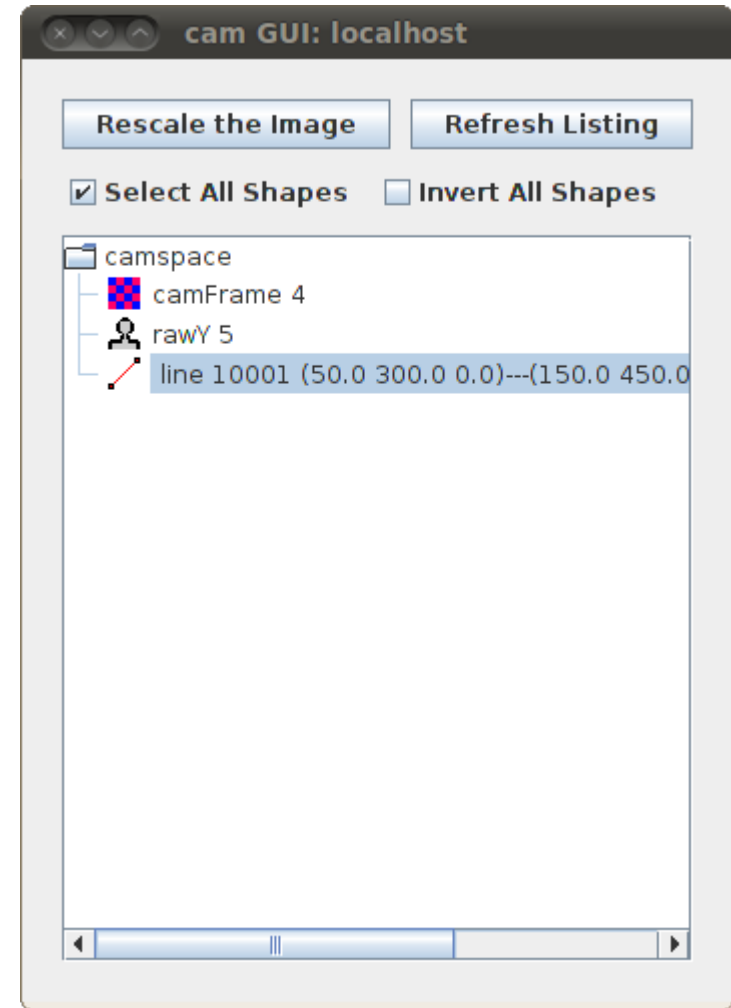 cam GUI: localhost
Rescale the Image Refresh Listing
Select All Shapes Invert All Shapes
camspace
camFrame 4
rawY 5
line 10001 (50.0 300.0 0.0)---(150.0 450.0